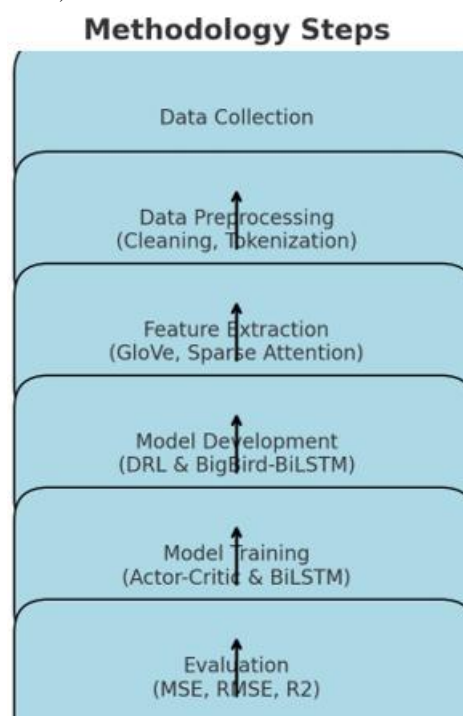 Methodology Steps
Data Collection
Data Preprocessing
(Cleaning, Tokenization)
Feature Extraction
(GloVe, Sparse Attention)
Model Development
(DRL & BigBird-BiLSTM)
Model Training
(Actor-Critic & BiLSTM)
Evaluation
(MSE, RMSE, R2)